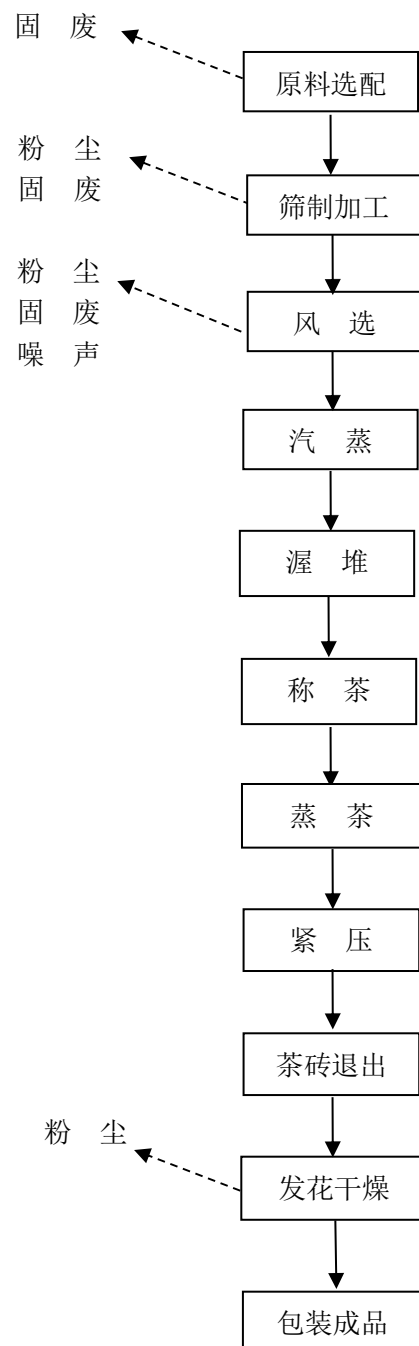 固 废
原料选配
粉 尘
固 废
筛制加工
粉 尘
固 废
噪 声
风 选
汽 蒸
渥 堆
称 茶
蒸 茶
紧 压
茶砖退出
粉 尘
发花干燥
包装成品